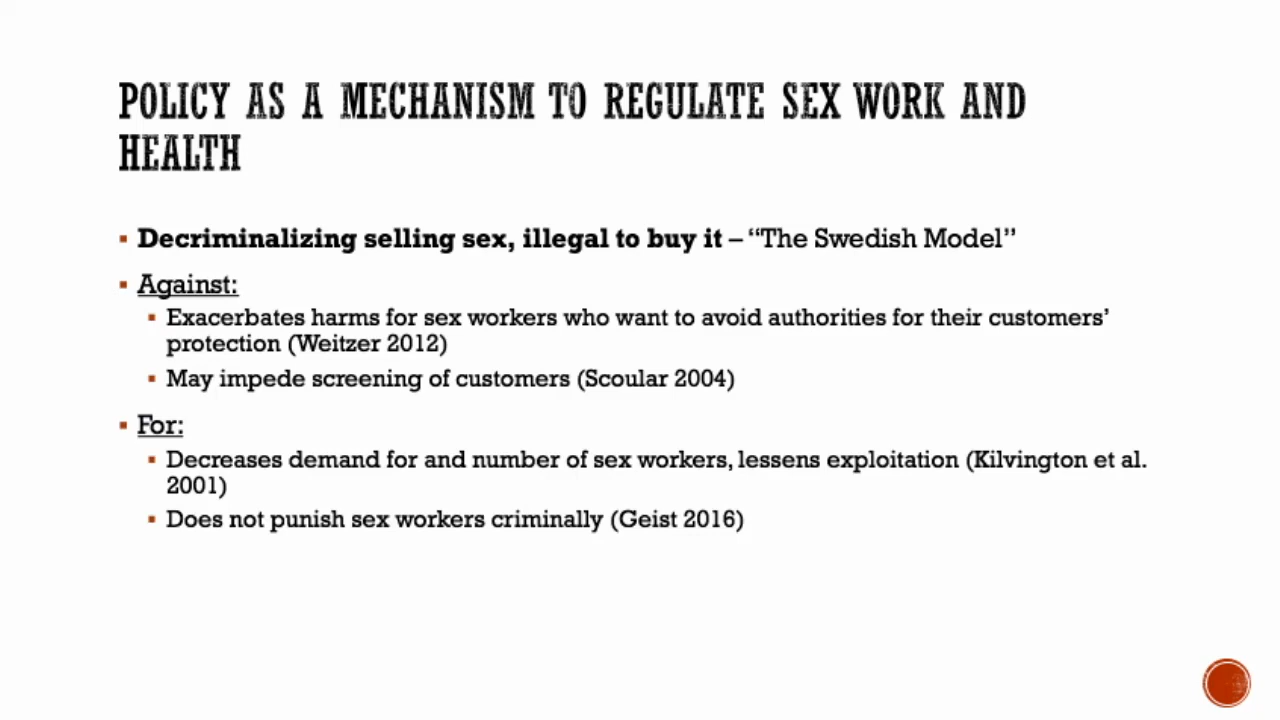 POLICY AS A MECHANISM TO REGULATE SEX WORK AND
HEALTH
▪ Decriminalizing selling sex, illegal to buy it – “The Swedish Model”
▪ Against:
▪ Exacerbates harms for sex workers who want to avoid authorities for their customers’
protection (Weitzer 2012)
▪ May impede screening of customers (Scoular 2004)
▪ For:
▪ Decreases demand for and number of sex workers, lessens exploitation (Kilvington et al.
2001)
▪ Does not punish sex workers criminally (Geist 2016)